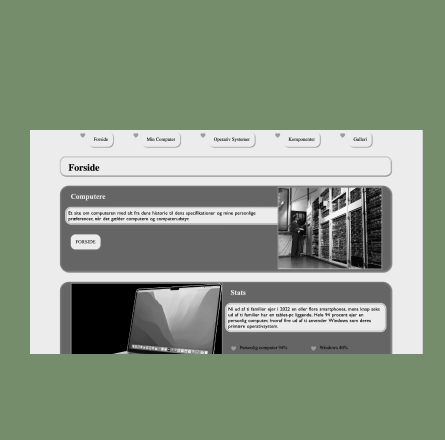 Forside
Min Computer
Operativ Systemer
Komponenter
Galleri
Forside
Computere
Et site om computeren med alt fra dens historie til dens specifikationer og mine personlige
præferencer, når det gælder computere og computerudstyr.
FORSIDE
Stats
Ni ud af ti familier ejer i 2022 en eller flere smartphones, mens knap seks
ud af ti familier har en tablet-pc liggende. Hele 94 procent ejer en
personlig computer, hvoraf fire ud af ti anvender Windows som deres
primære operativsystem.
Personlig computer 94%
Windows 40%